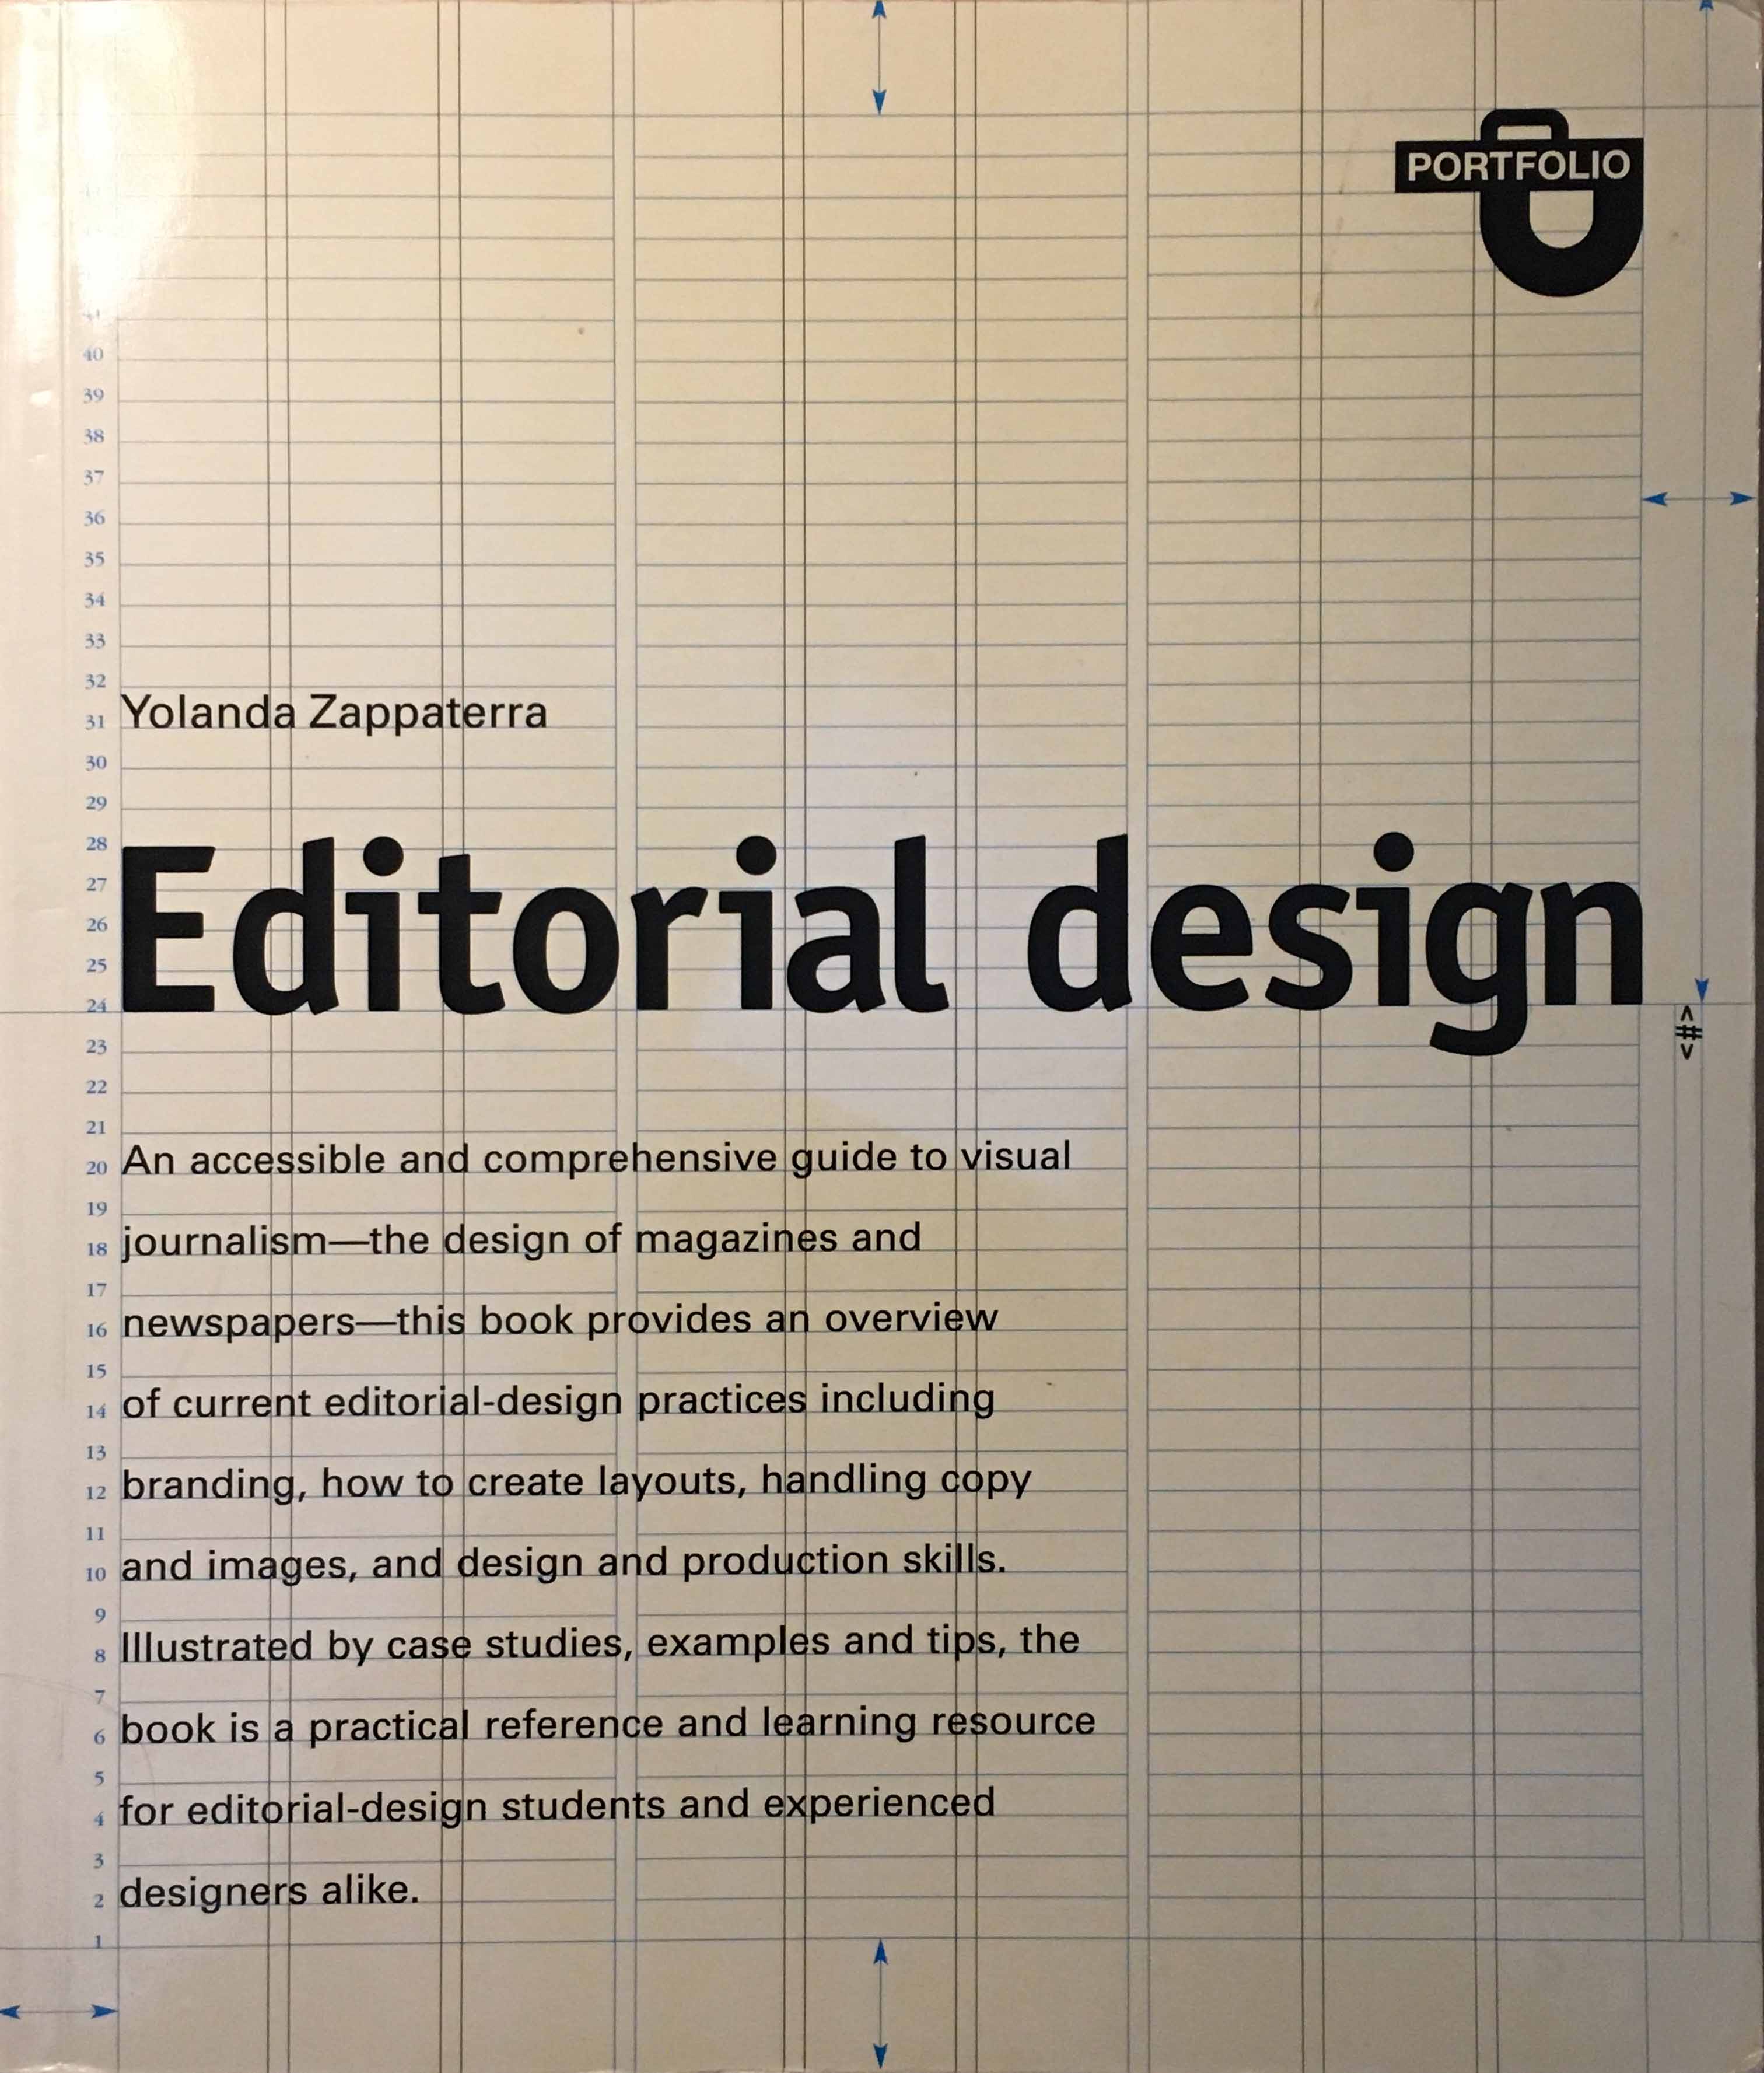 PORTFOLIO
41
40
39
38
37
36
35
34
33
32
Yolanda Zappaterra
31
30
29
28
Editorial design
27
26
25
24
<#>
23
22
21
20 An accessible and comprehensive guide to visual
19
18 journalism—the design of magazines and
17
16 newspapers—this book provides an overview
15
14 of current editorial-design practices including
13
12 branding, how to create layouts, handling copy
11
10 and images, and design and production skills.
9
8 Illustrated by case studies, examples and tips, the
7
6 book is a practical reference and learning resource
5
4 for editorial-design students and experienced
3
2 designers alike.
1